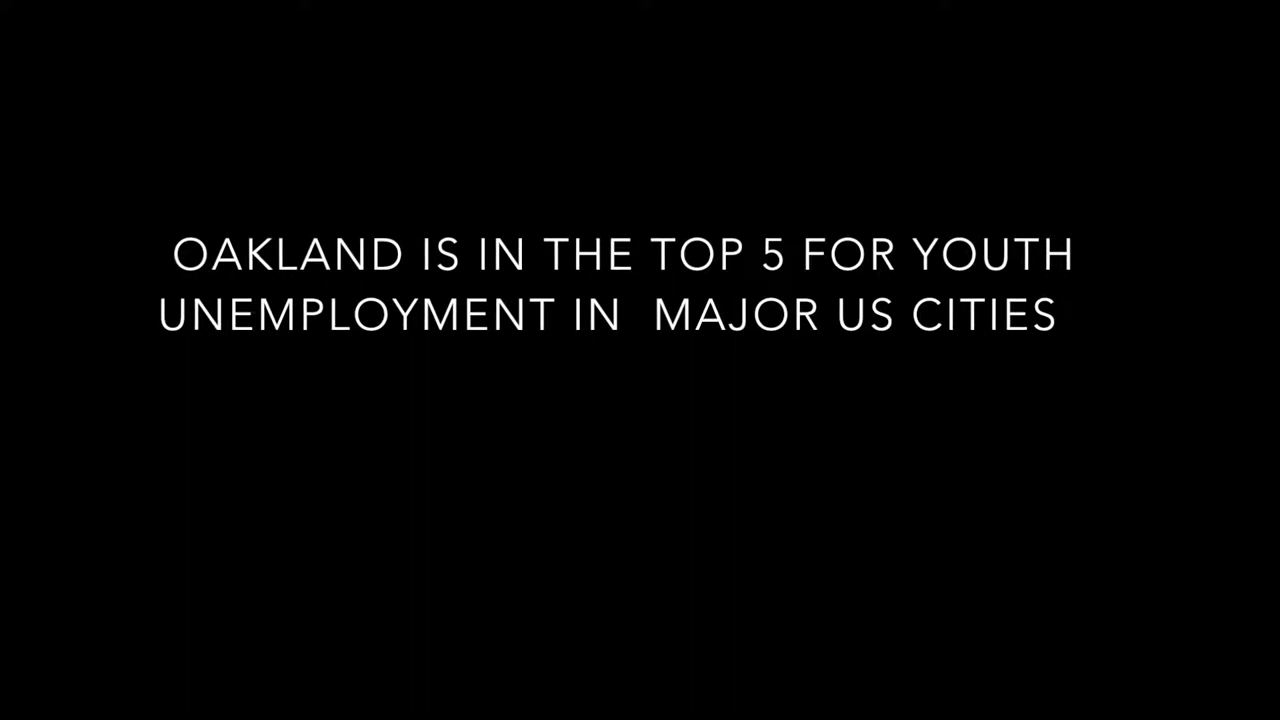 OAKLAND IS IN THE TOP 5 FOR YOUTH
UNEMPLOYMENT IN  MAJOR US CITIES